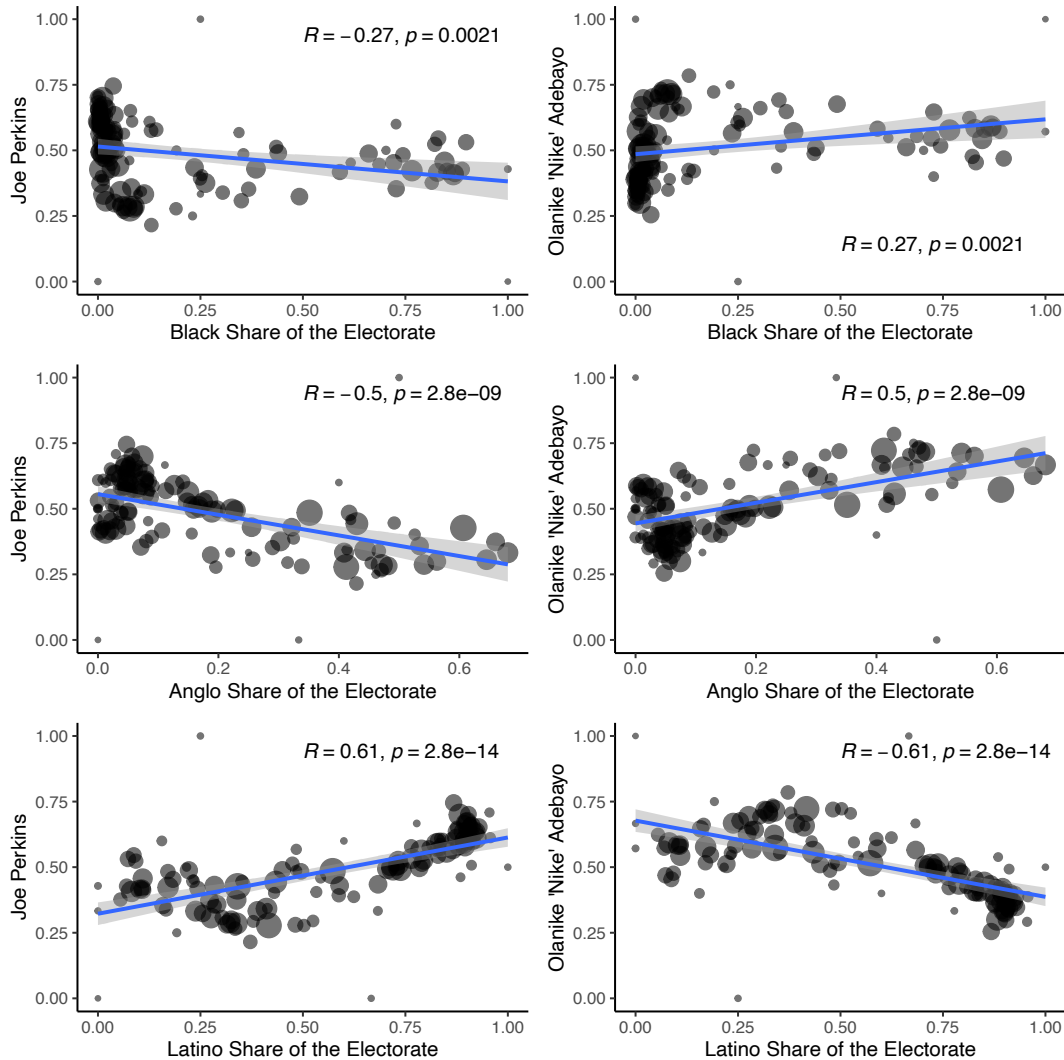 1.00
0.75
0.50
0.25
0.00
Joe Perkins
R = −0.27, p = 0.0021
0.00 0.25 0.50 0.75 1.00
Black Share of the Electorate
1.00
0.75
0.50
0.25
0.00
Olanike 'Nike' Adebayo
R = 0.27, p = 0.0021
0.00 0.25 0.50 0.75 1.00
Black Share of the Electorate
1.00
0.75
0.50
0.25
0.00
Joe Perkins
R = −0.5, p = 2.8e−09
0.0 0.2 0.4 0.6
Anglo Share of the Electorate
1.00
0.75
0.50
0.25
0.00
Olanike 'Nike' Adebayo
R = 0.5, p = 2.8e−09
0.0 0.2 0.4 0.6
Anglo Share of the Electorate
1.00
0.75
0.50
0.25
0.00
Joe Perkins
R = 0.61, p = 2.8e−14
0.00 0.25 0.50 0.75 1.00
Latino Share of the Electorate
1.00
0.75
0.50
0.25
0.00
Olanike 'Nike' Adebayo
R = −0.61, p = 2.8e−14
0.00 0.25 0.50 0.75 1.00
Latino Share of the Electorate